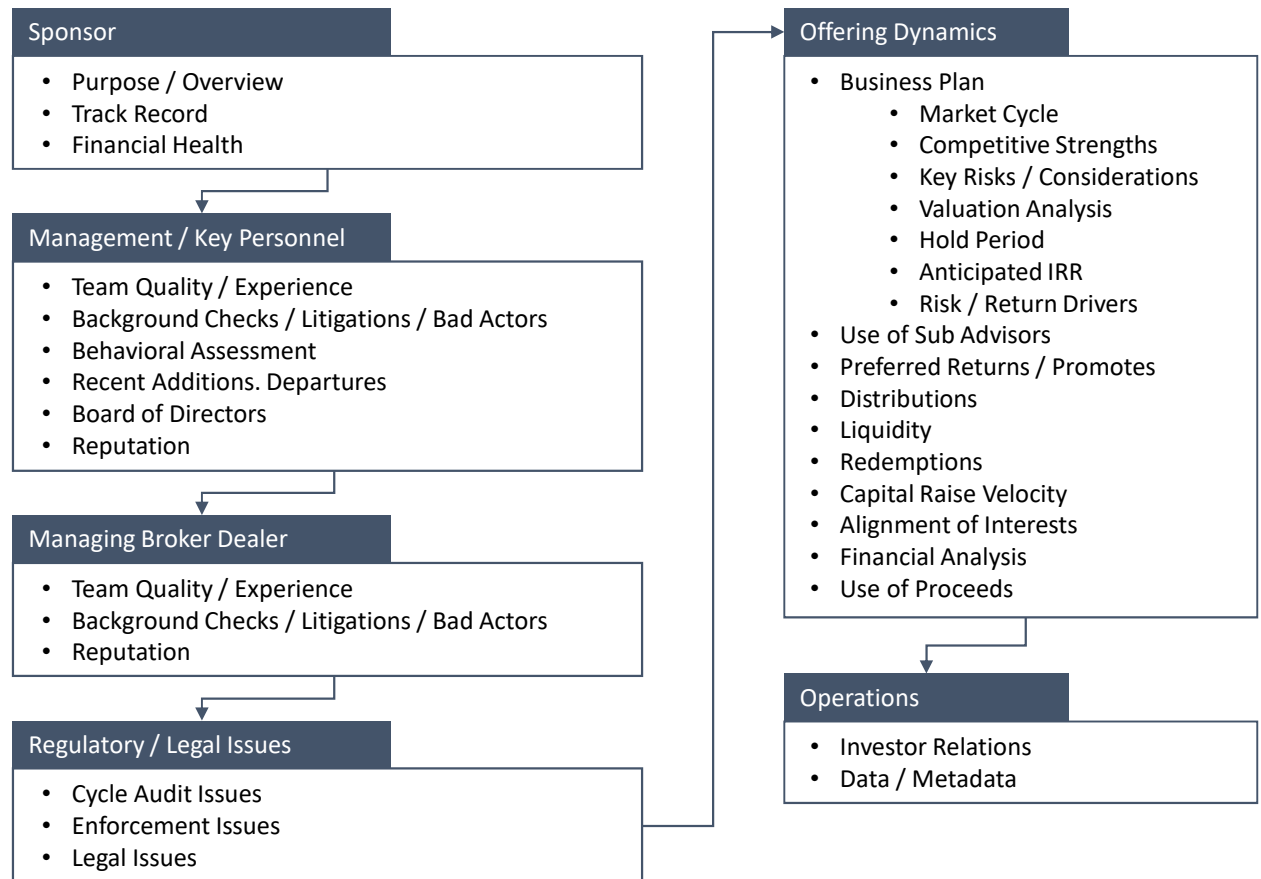 Sponsor
• Purpose / Overview
• Track Record
• Financial Health
Management / Key Personnel
• Team Quality / Experience
• Background Checks / Litigations / Bad Actors
• Behavioral Assessment
• Recent Additions. Departures
• Board of Directors
• Reputation
Managing Broker Dealer
• Team Quality / Experience
• Background Checks / Litigations / Bad Actors
• Reputation
Regulatory / Legal Issues
• Cycle Audit Issues
• Enforcement Issues
• Legal Issues
Offering Dynamics
• Business Plan
• Market Cycle
• Competitive Strengths
• Key Risks / Considerations
• Valuation Analysis
• Hold Period
• Anticipated IRR
• Risk / Return Drivers
• Use of Sub Advisors
• Preferred Returns / Promotes
• Distributions
• Liquidity
• Redemptions
• Capital Raise Velocity
• Alignment of Interests
• Financial Analysis
• Use of Proceeds
Operations
• Investor Relations
• Data / Metadata